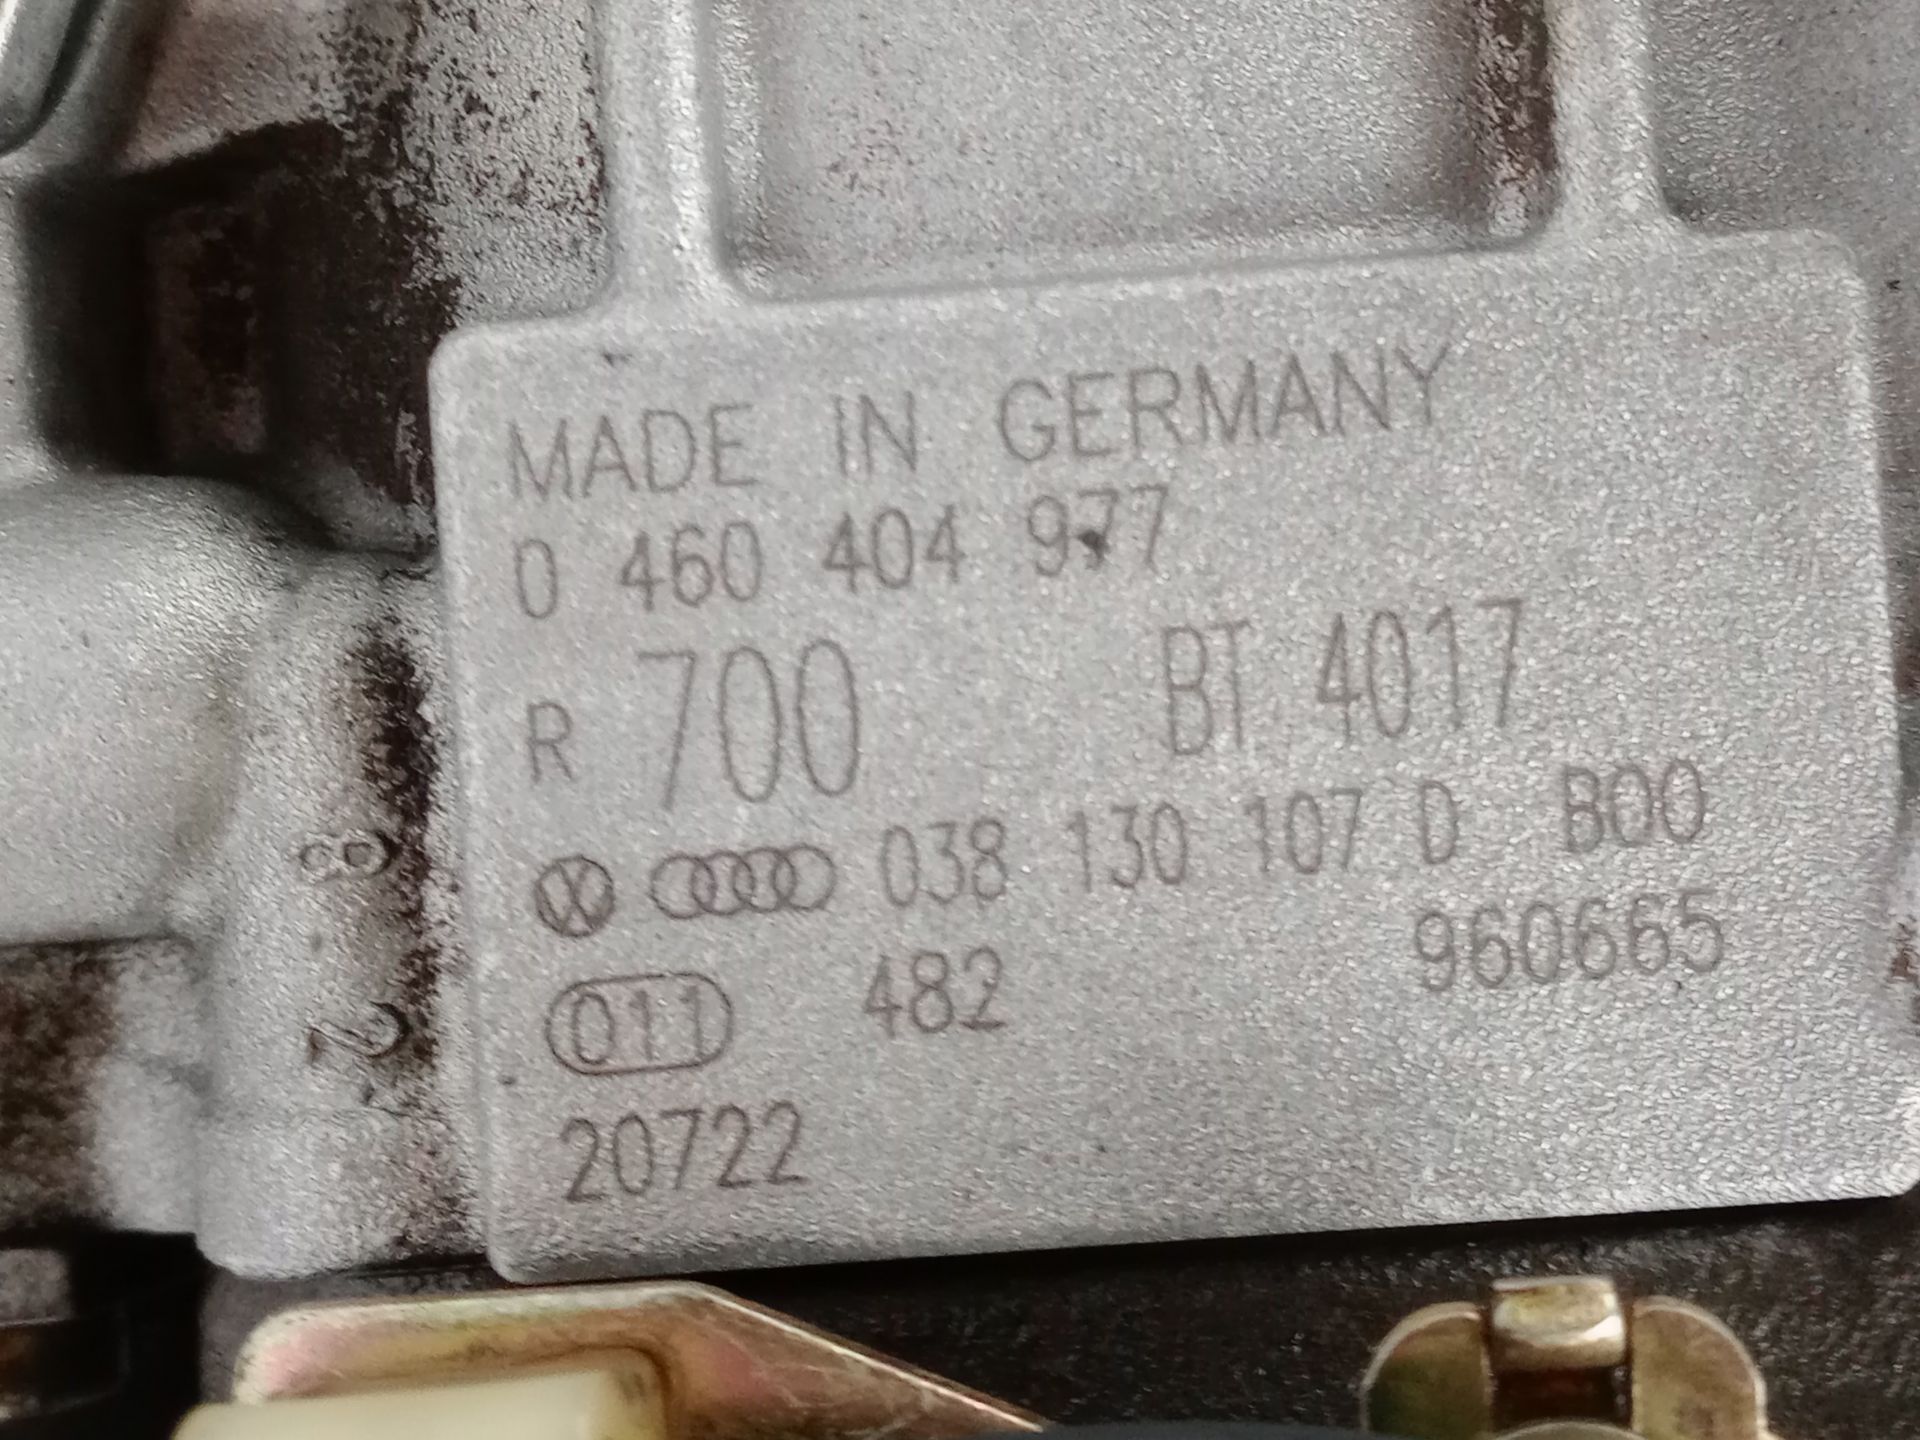 MADE IN GERMANY
0 460 404 977
R 700 BT 4017
038 130 107 D B00
011 482 960665
20722